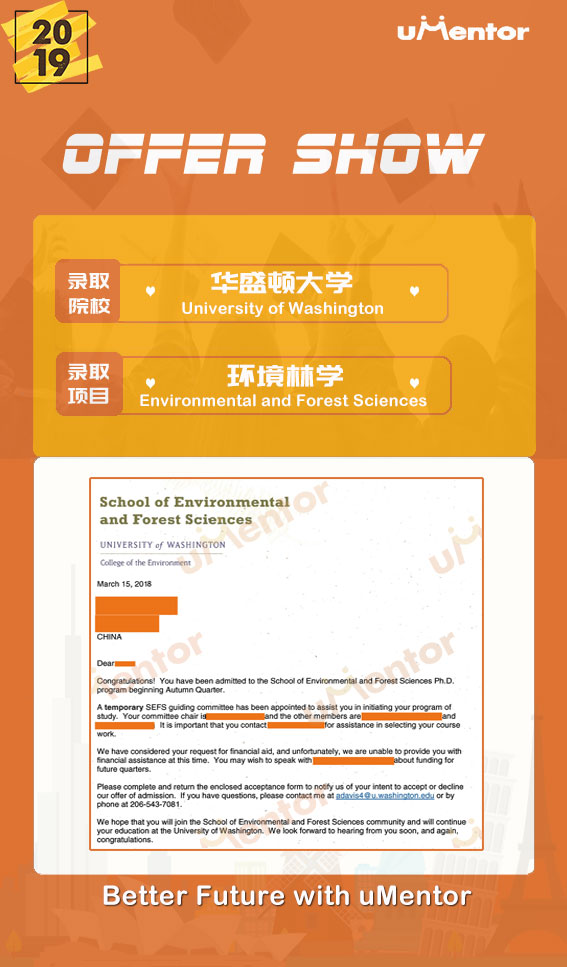 2019
uMentor
OFFER SHOW
录取
院校
华盛顿大学
University of Washington
录取
项目
环境林学
Environmental and Forest Sciences
School of Environmental
and Forest Sciences
UNIVERSITY of WASHINGTON
College of the Environment
March 15, 2018
CHINA
Dear
Congratulations! You have been admitted to the School of Environmental and Forest Sciences Ph.D.
program beginning Autumn Quarter.
A temporary SEFS guiding committee has been appointed to assist you in initiating your program of
study. Your committee chair is and the other members are and
It is important that you contact for assistance in selecting your course
work.
We have considered your request for financial aid, and unfortunately, we are unable to provide you with
financial assistance at this time. You may wish to speak with about funding for
future quarters.
Please complete and return the enclosed acceptance form to notify us of your intent to accept or decline
our offer of admission. If you have questions, please contact me at adavis4@u.washington.edu or by
phone at 206-543-7081.
We hope that you will join the School of Environmental and Forest Sciences community and will continue
your education at the University of Washington. We look forward to hearing from you soon, and again,
congratulations.
Better Future with uMentor